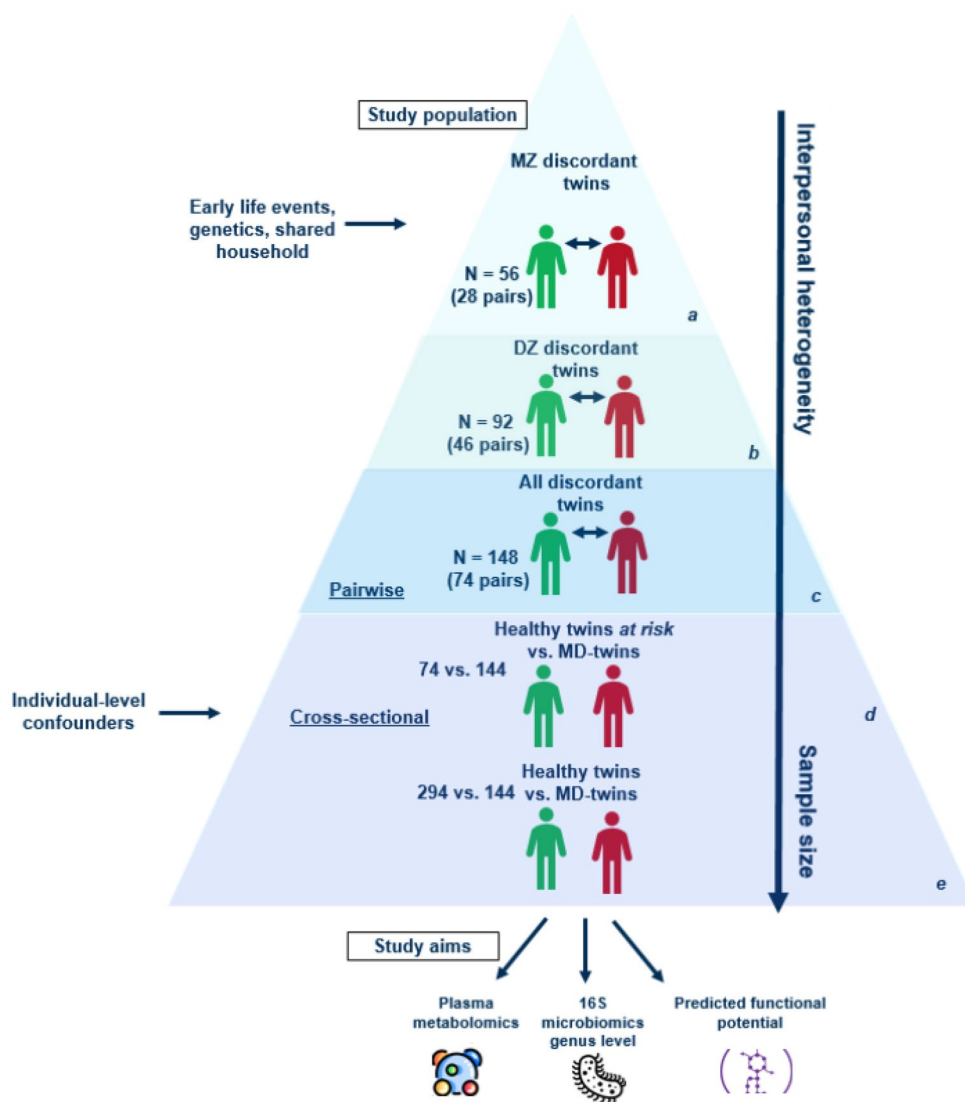 Study population
MZ discordant
twins
Early life events,
genetics, shared
household
N = 56
(28 pairs)
a
DZ discordant
twins
N = 92
(46 pairs)
b
All discordant
twins
N = 148
(74 pairs)
Pairwise
c
Healthy twins at risk
vs. MD-twins
74 vs. 144
Individual-level
confounders
Cross-sectional
d
Healthy twins
294 vs. 144 vs. MD-twins
e
Interpersonal heterogeneity
Sample size
Study aims
Plasma
metabolomics
16S
microbiomics
genus level
Predicted functional
potential